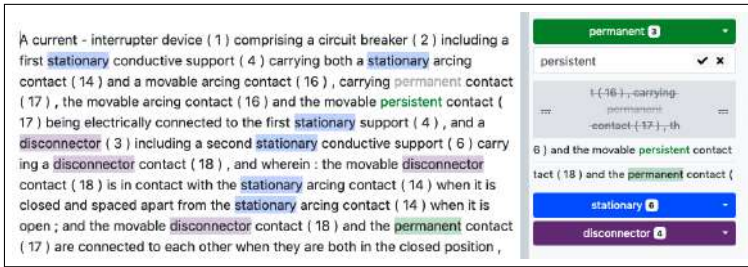 A current - interrupter device ( 1 ) comprising a circuit breaker ( 2 ) including a
first stationary conductive support ( 4 ) carrying both a stationary arcing
contact ( 14 ) and a movable arcing contact ( 16 ) , carrying permanent contact
( 17 ) , the movable arcing contact ( 16 ) and the movable persistent contact (
17 ) being electrically connected to the first stationary support ( 4 ) , and a
disconnector ( 3 ) including a second stationary conductive support ( 6 ) carry
ing a disconnector contact ( 18 ) , and wherein : the movable disconnector
contact ( 18 ) is in contact with the stationary arcing contact ( 14 ) when it is
closed and spaced apart from the stationary arcing contact ( 14 ) when it is
open ; and the movable disconnector contact ( 18 ) and the permanent contact
( 17 ) are connected to each other when they are both in the closed position ,
permanent 3
persistent
t ( 16 ) , carrying
permanent
contact ( 17 ) , th
6 ) and the movable persistent contact
tact ( 18 ) and the permanent contact (
stationary 6
disconnector 4